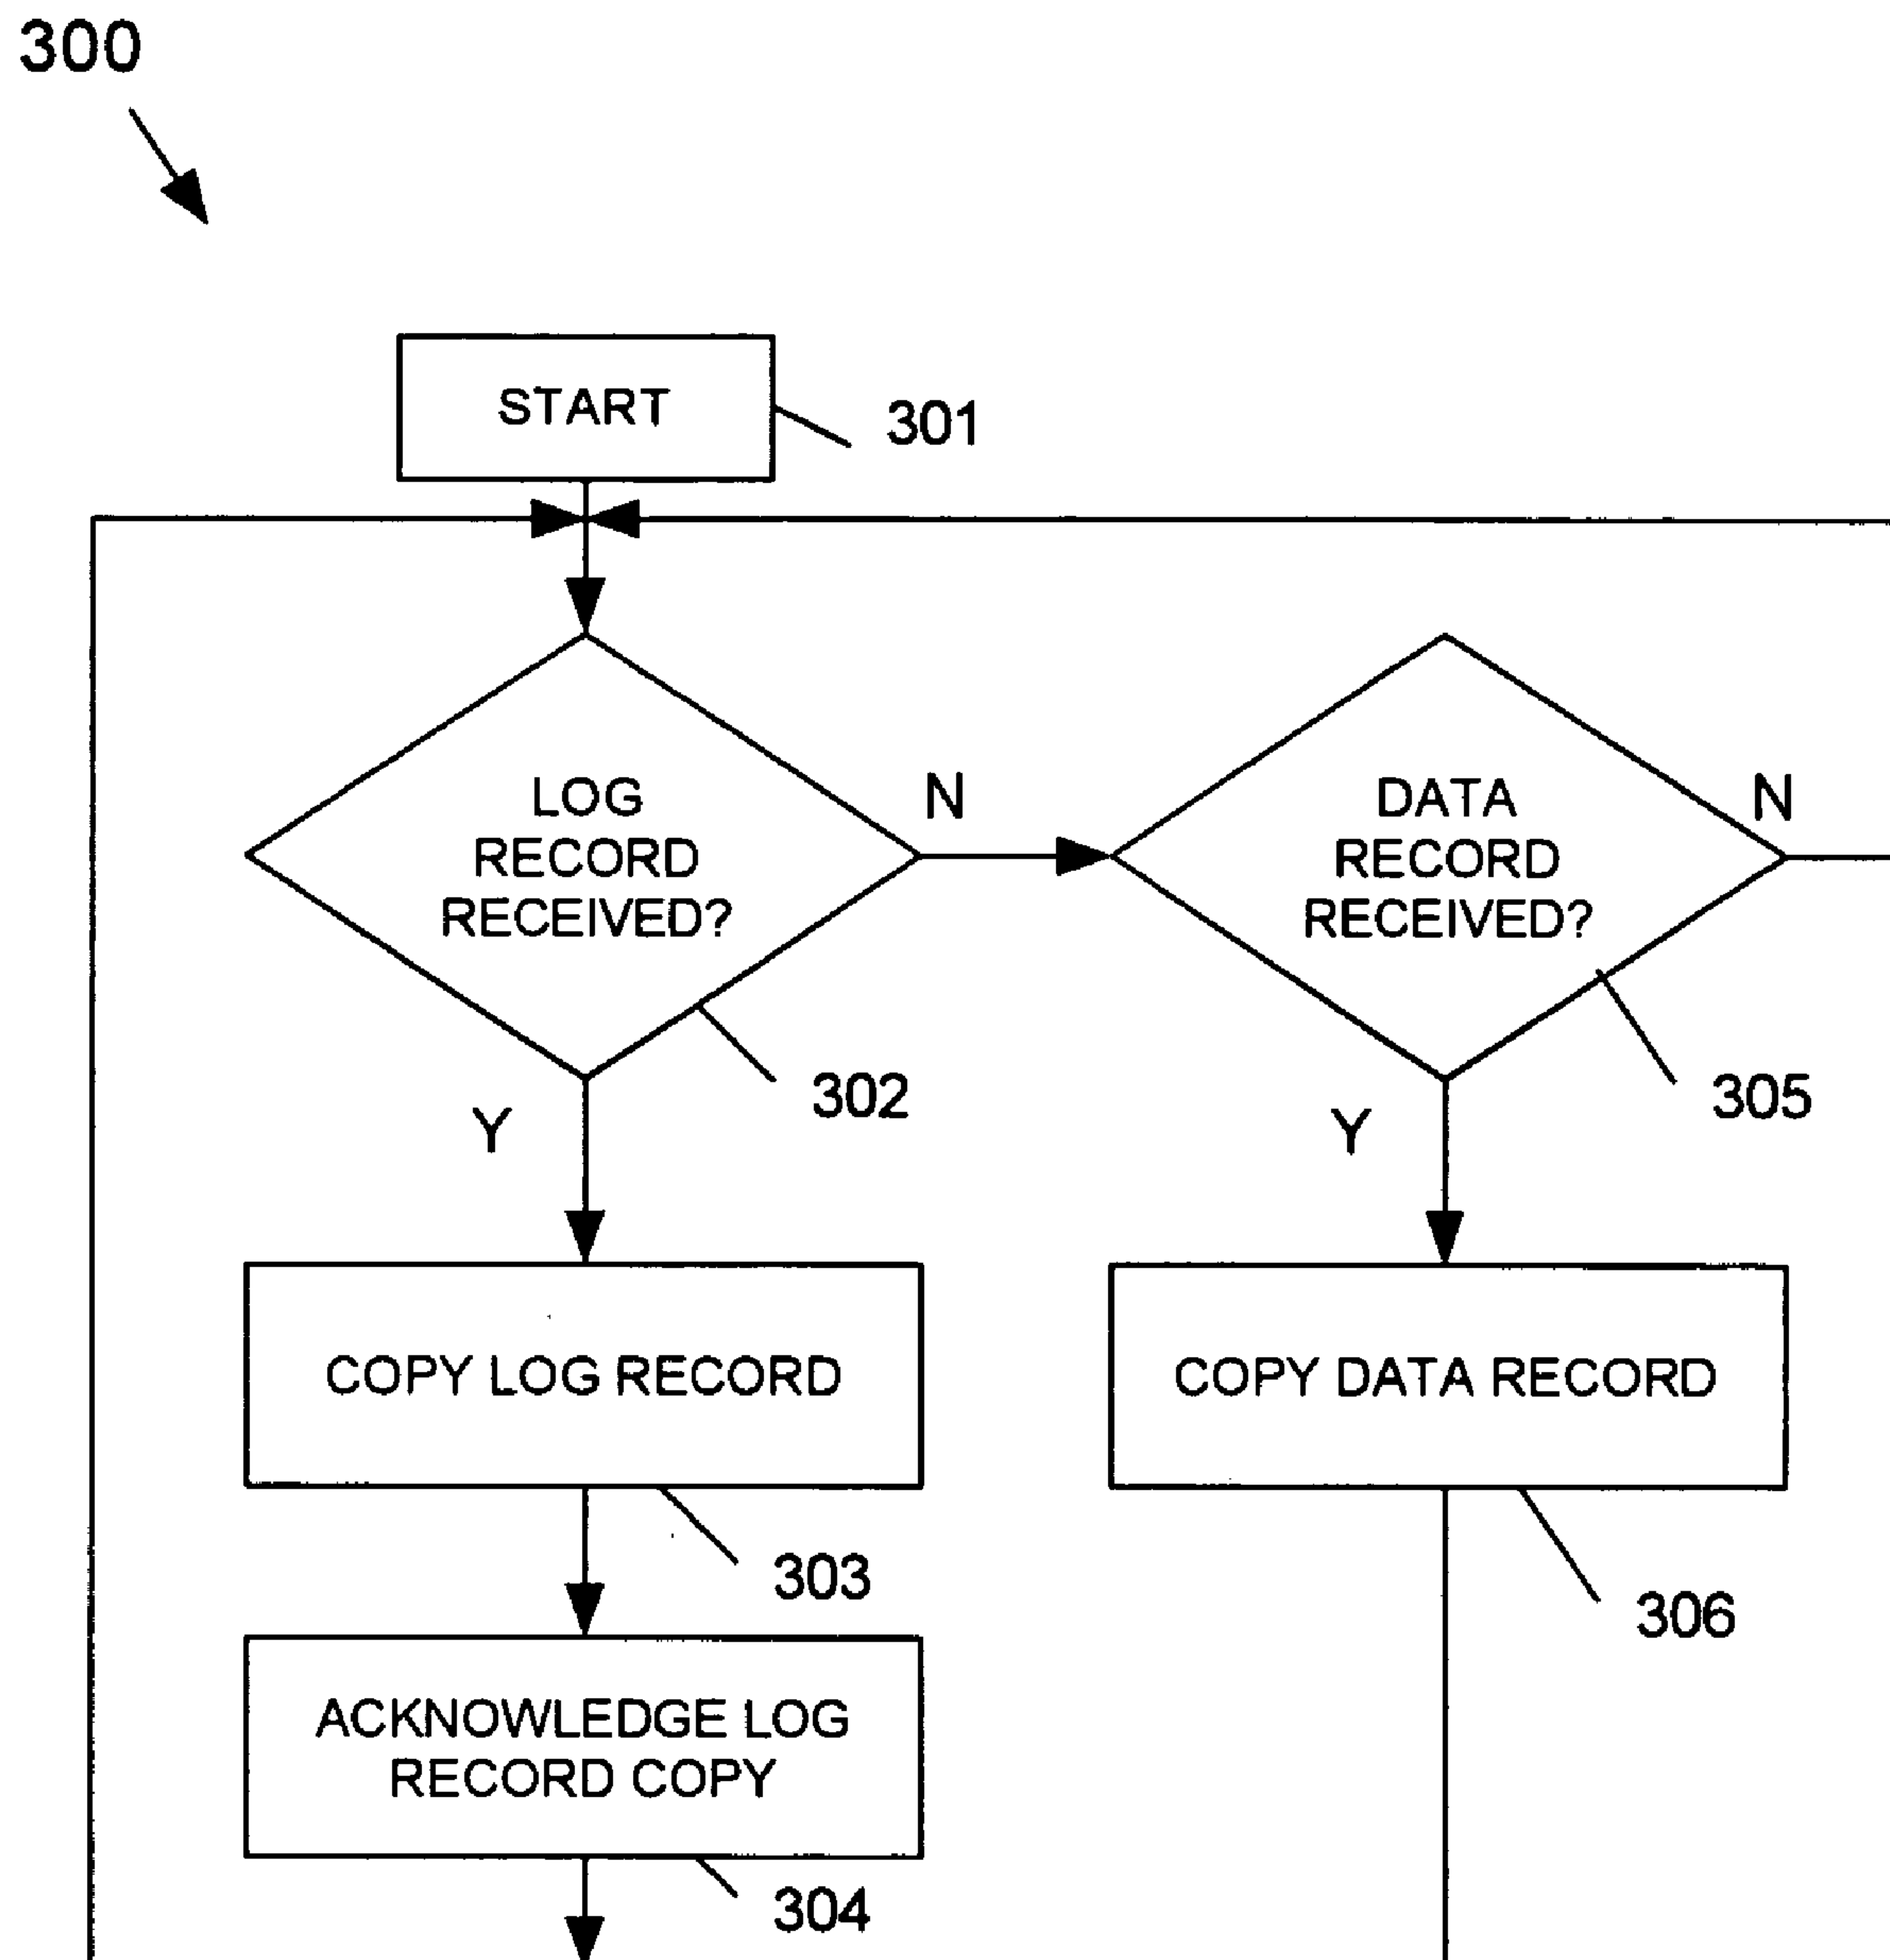 300
START
301
LOG
RECORD
RECEIVED?
N
302
Y
DATA
RECORD
RECEIVED?
N
305
Y
COPY LOG RECORD
303
COPY DATA RECORD
306
ACKNOWLEDGE LOG
RECORD COPY
304